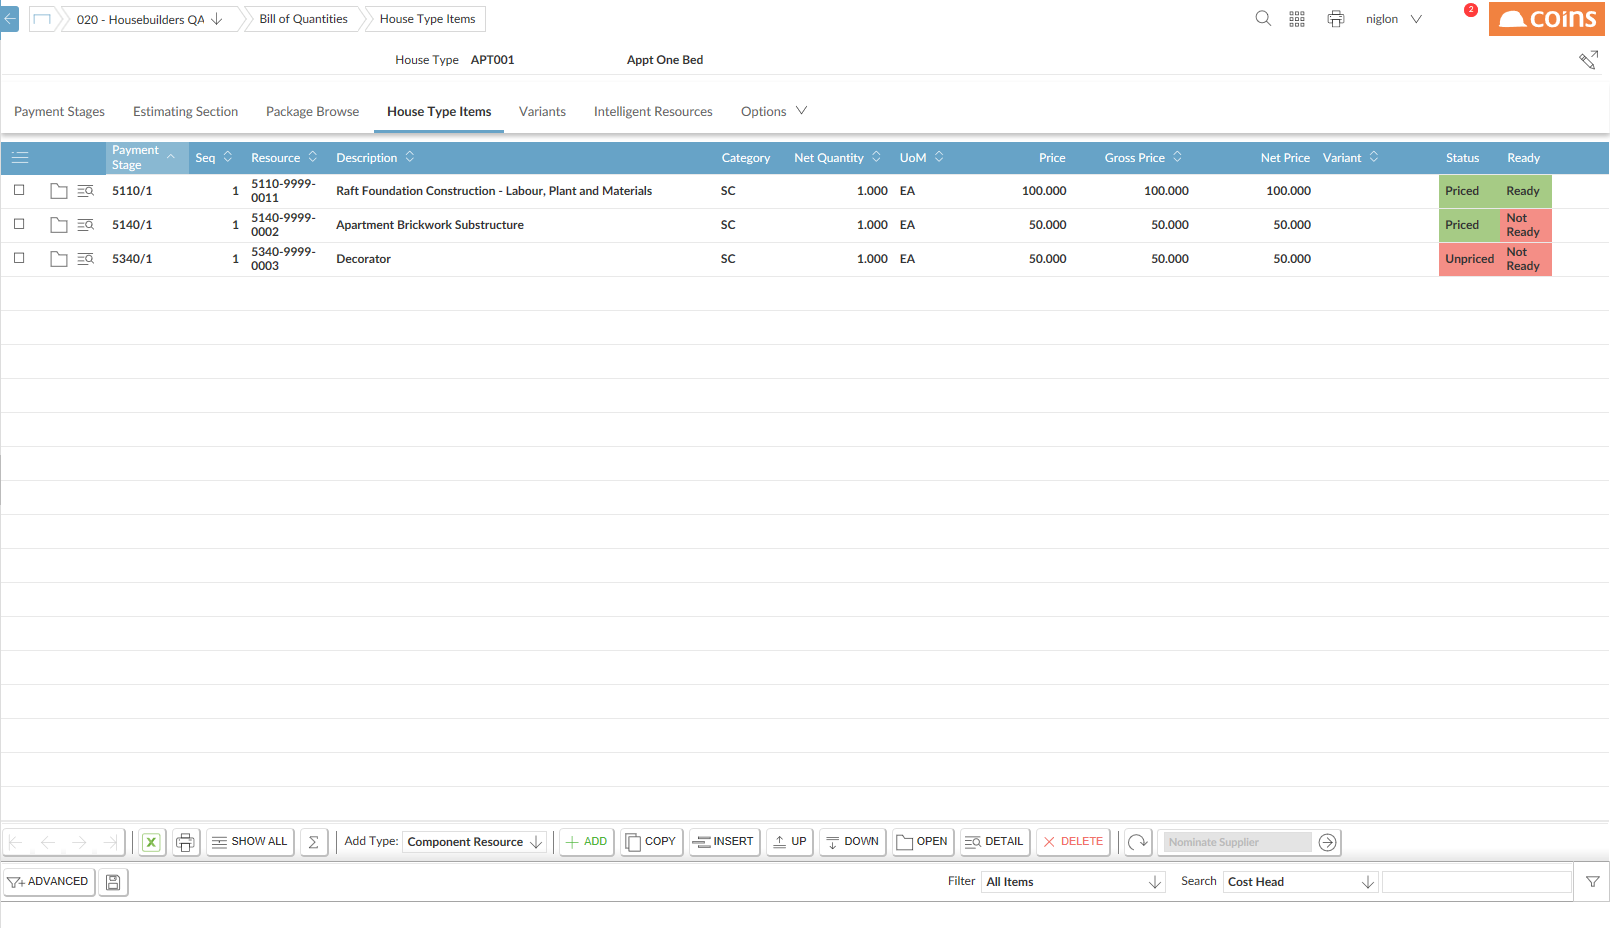 020 - Housebuilders QA
Bill of Quantities
House Type Items
niglon
2
coins
House Type APT001 Appt One Bed
Payment Stages Estimating Section Package Browse House Type Items Variants Intelligent Resources Options
Payment Stage Seq Resource Description Category Net Quantity UoM Price Gross Price Net Price Variant Status Ready
5110/1 1 5110-9999-0011 Raft Foundation Construction - Labour, Plant and Materials SC 1.000 EA 100.000 100.000 100.000 Priced Ready
5140/1 1 5140-9999-0002 Apartment Brickwork Substructure SC 1.000 EA 50.000 50.000 50.000 Priced Not Ready
5340/1 1 5340-9999-0003 Decorator SC 1.000 EA 50.000 50.000 50.000 Unpriced Not Ready
X SHOW ALL Σ Add Type: Component Resource + ADD COPY INSERT UP DOWN OPEN DETAIL DELETE Nominate Supplier
ADVANCED Filter All Items Search Cost Head